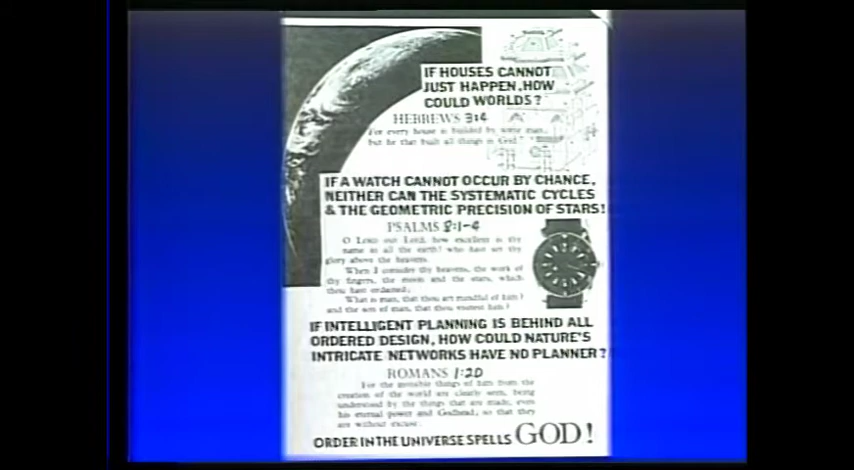 IF HOUSES CANNOT
JUST HAPPEN, HOW
COULD WORLDS?
HEBREWS 3:4
For every house is builded by some man,
but he that built all things is God.
IF A WATCH CANNOT OCCUR BY CHANCE,
NEITHER CAN THE SYSTEMATIC CYCLES
& THE GEOMETRIC PRECISION OF STARS!
PSALMS 8:1-4
O LORD our Lord, how excellent is thy
name in all the earth! who hast set thy
glory above the heavens.
When I consider thy heavens, the work of
thy fingers, the moon and the stars, which
thou hast ordained;
What is man, that thou art mindful of him?
and the son of man, that thou visitest him?
IF INTELLIGENT PLANNING IS BEHIND ALL
ORDERED DESIGN, HOW COULD NATURE'S
INTRICATE NETWORKS HAVE NO PLANNER?
ROMANS 1:20
For the invisible things of him from the
creation of the world are clearly seen, being
understood by the things that are made, even
his eternal power and Godhead; so that they
are without excuse.
ORDER IN THE UNIVERSE SPELLS GOD!